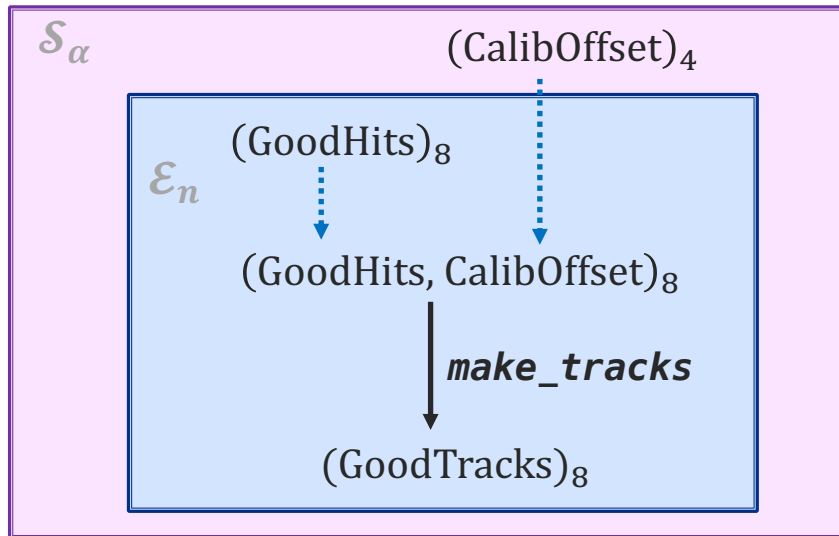 𝒮α
(CalibOffset)₄
(GoodHits)₈
ℰn
(GoodHits, CalibOffset)₈
make_tracks
(GoodTracks)₈